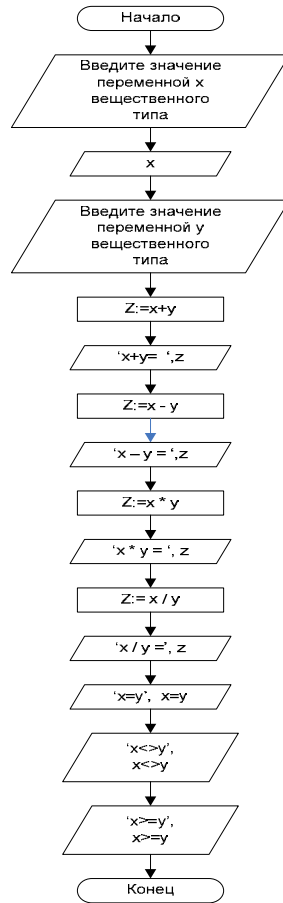 Начало
Введите значение
переменной x
вещественного
типа
x
Введите значение
переменной y
вещественного
типа
Z:=x+y
‘x+y= ‘,z
Z:=x - y
‘x – y = ‘,z
Z:=x * y
‘x * y = ‘, z
Z:= x / y
‘x / y =’, z
‘x=y`, x=y
‘x<>y’,
x<>y
‘x>=y’,
x>=y
Конец